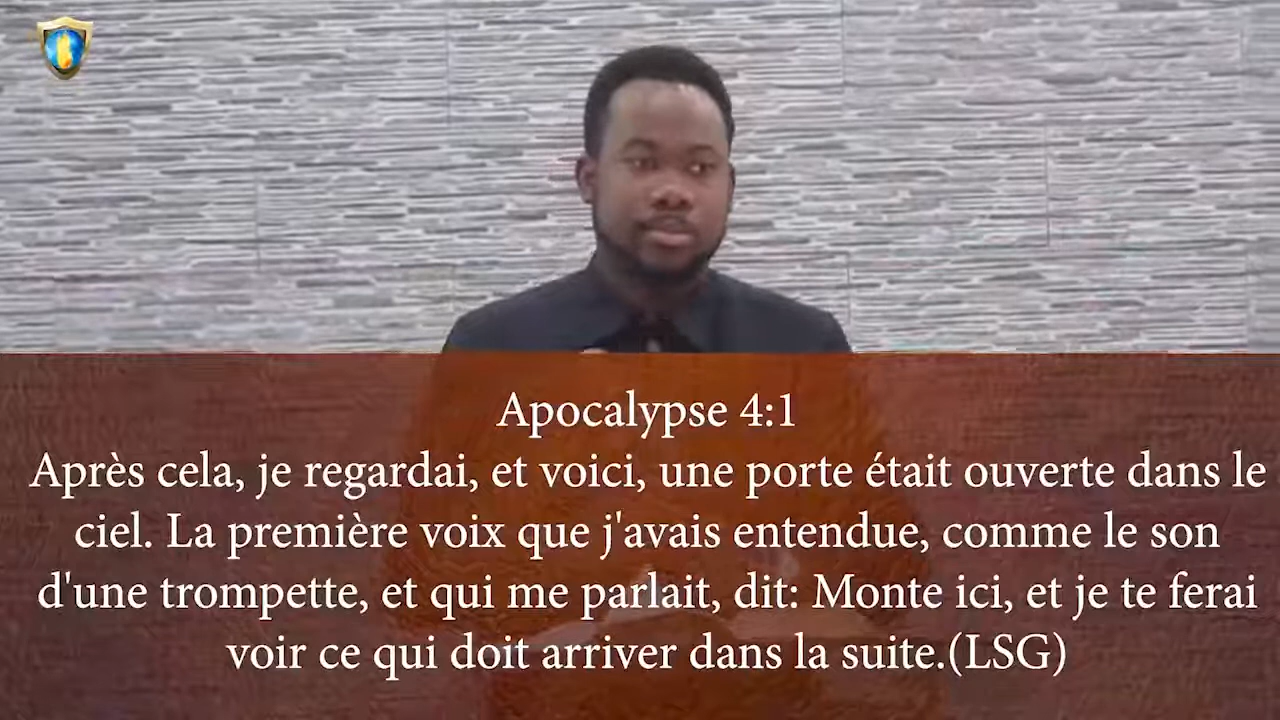 Apocalypse 4:1
Après cela, je regardai, et voici, une porte était ouverte dans le
ciel. La première voix que j'avais entendue, comme le son
d'une trompette, et qui me parlait, dit: Monte ici, et je te ferai
voir ce qui doit arriver dans la suite.(LSG)